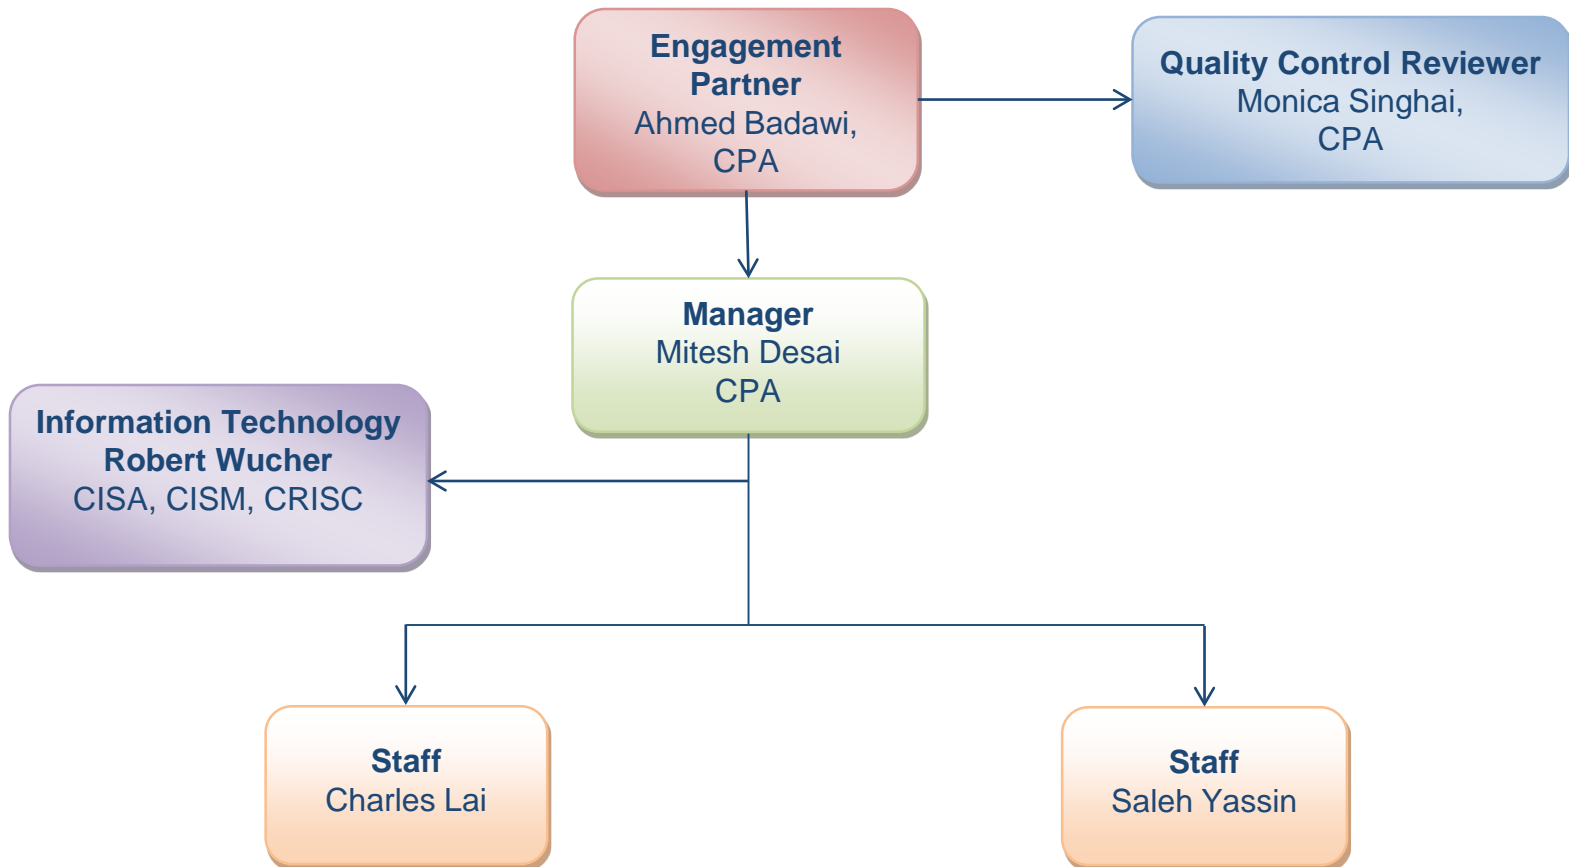 Engagement
Partner
Ahmed Badawi,
CPA
Quality Control Reviewer
Monica Singhai,
CPA
Manager
Mitesh Desai
CPA
Information Technology
Robert Wucher
CISA, CISM, CRISC
Staff
Charles Lai
Staff
Saleh Yassin